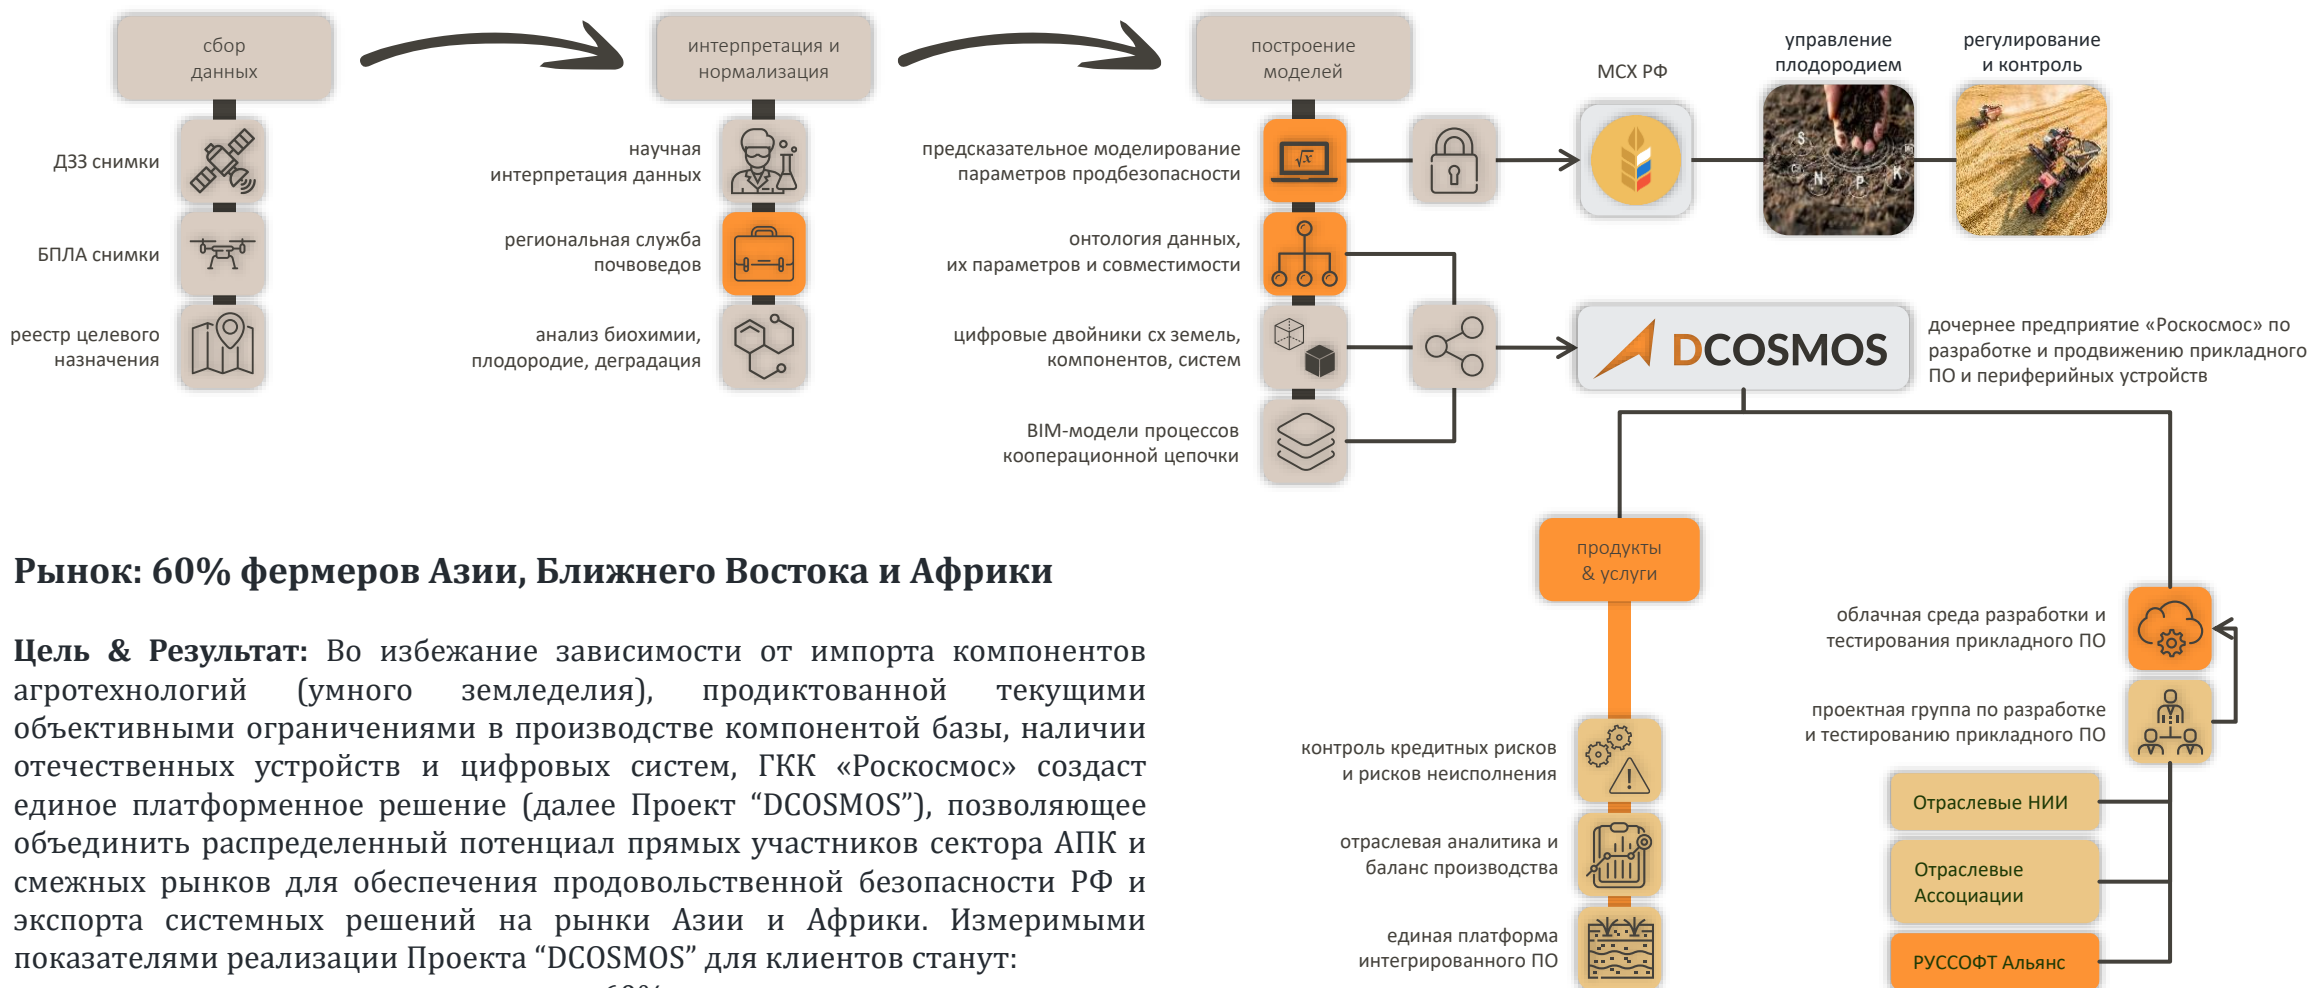 сбор
данных
интерпретация и
нормализация
построение
моделей
МСХ РФ
управление
плодородием
регулирование
и контроль
ДЗЗ снимки
БПЛА снимки
реестр целевого
назначения
научная
интерпретация данных
региональная служба
почвоведов
анализ биохимии,
плодородие, деградация
предсказательное моделирование
параметров продбезопасности
√x
онтология данных,
их параметров и совместимости
цифровые двойники сх земель,
компонентов, систем
BIM-модели процессов
кооперационной цепочки
S
N
P
K
DCOSMOS
дочернее предприятие «Роскосмос» по
разработке и продвижению прикладного
ПО и периферийных устройств
продукты
& услуги
контроль кредитных рисков
и рисков неисполнения
отраслевая аналитика и
баланс производства
единая платформа
интегрированного ПО
облачная среда разработки и
тестирования прикладного ПО
проектная группа по разработке
и тестированию прикладного ПО
Отраслевые НИИ
Отраслевые
Ассоциации
РУССОФТ Альянс
Рынок: 60% фермеров Азии, Ближнего Востока и Африки
Цель & Результат: Во избежание зависимости от импорта компонентов
агротехнологий (умного земледелия), продиктованной текущими
объективными ограничениями в производстве компонентой базы, наличии
отечественных устройств и цифровых систем, ГКК «Роскосмос» создаст
единое платформенное решение (далее Проект “DCOSMOS”), позволяющее
объединить распределенный потенциал прямых участников сектора АПК и
смежных рынков для обеспечения продовольственной безопасности РФ и
экспорта системных решений на рынки Азии и Африки. Измеримыми
показателями реализации Проекта “DCOSMOS” для клиентов станут: